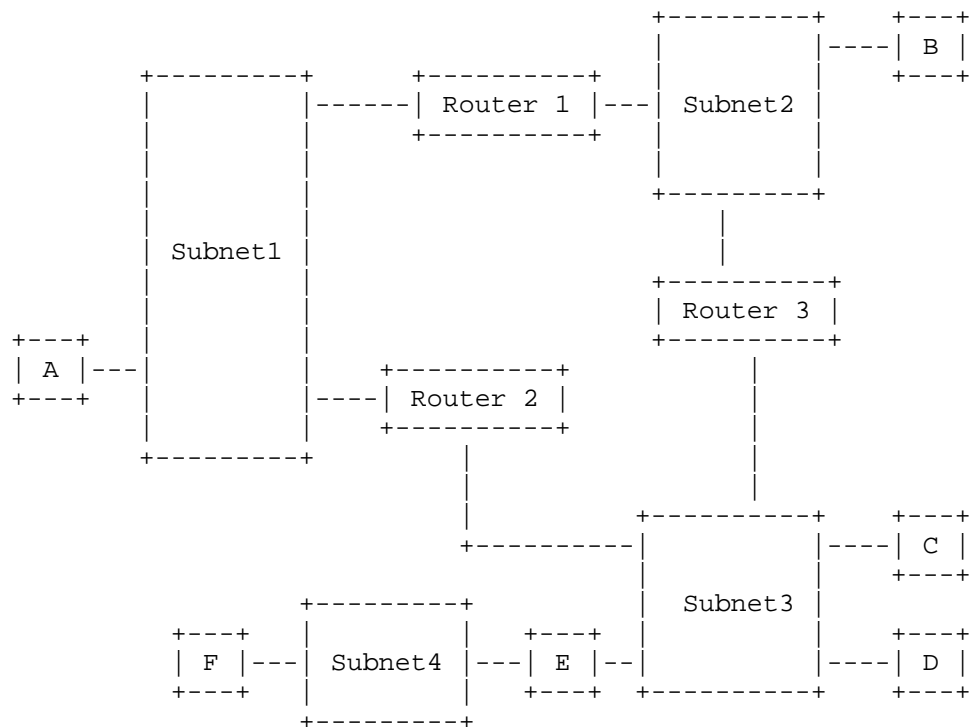 B
Router 1
Subnet2
Subnet1
Router 3
A
Router 2
C
Subnet3
F
Subnet4
E
D